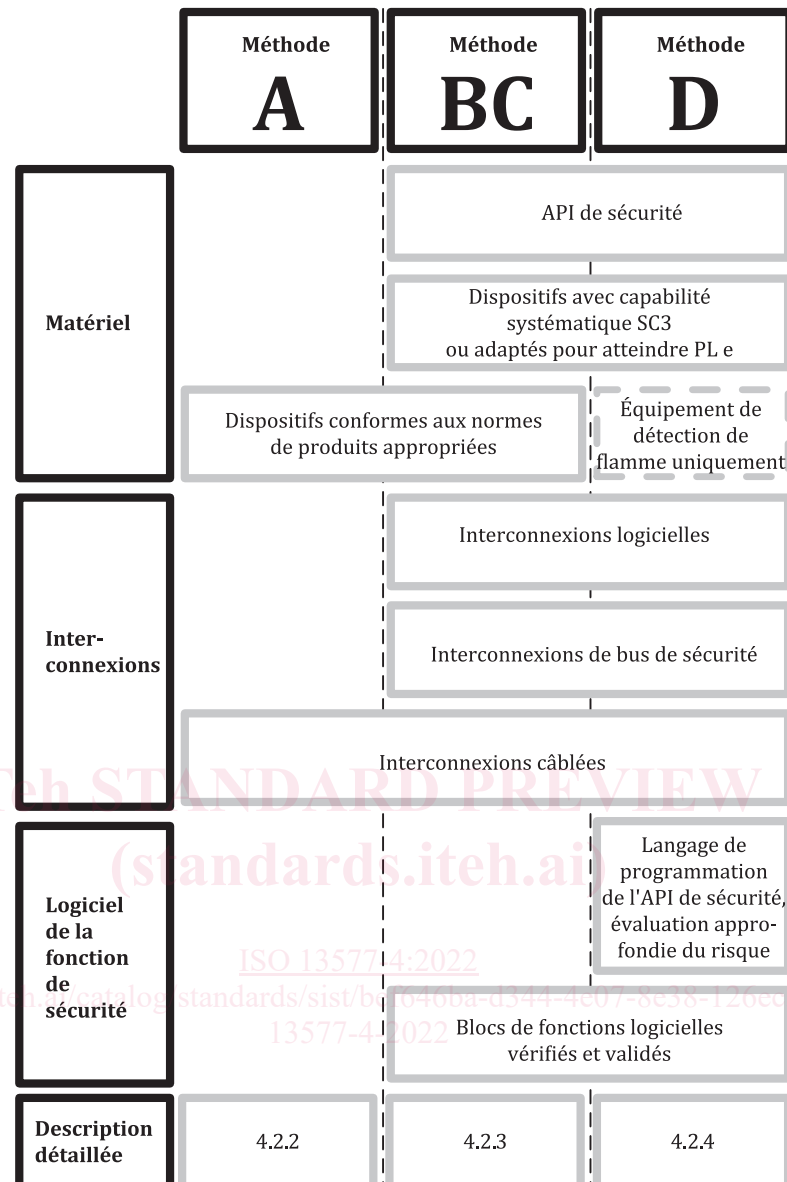 Méthode
A
Méthode
BC
Méthode
D
Matériel
API de sécurité
Dispositifs avec capabilité
systématique SC3
ou adaptés pour atteindre PL e
Dispositifs conformes aux normes
de produits appropriées
Équipement de
détection de
flamme uniquement
Inter-
connexions
Interconnexions logicielles
Interconnexions de bus de sécurité
Interconnexions câblées
Logiciel
de la
fonction
de
sécurité
Langage de
programmation
de l'API de sécurité,
évaluation appro-
fondie du risque
Blocs de fonctions logicielles
vérifiés et validés
Description
détaillée
4.2.2
4.2.3
4.2.4
STANDARD PREVIEW
(standards.iteh.ai)
ISO 13577-4:2022
13577-4-2022